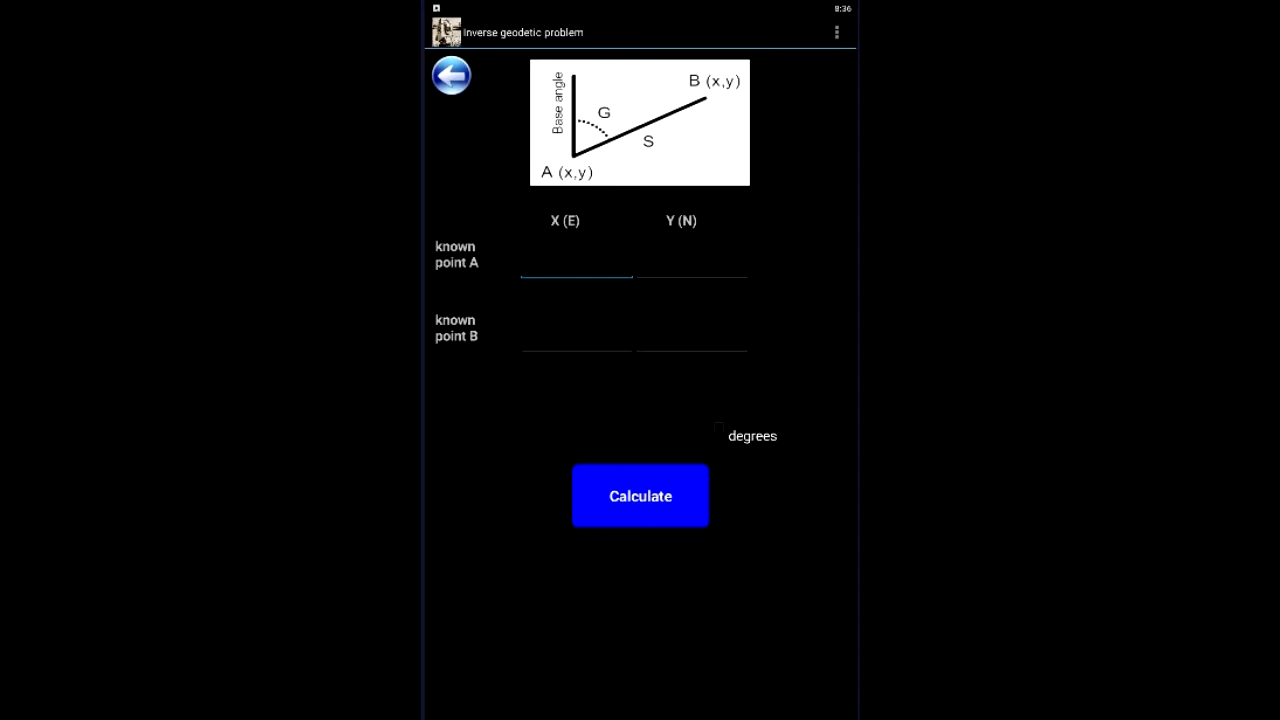 8:36
Inverse geodetic problem
Base angle
B (x,y)
G
S
A (x,y)
X (E)
Y (N)
known
point A
known
point B
degrees
Calculate